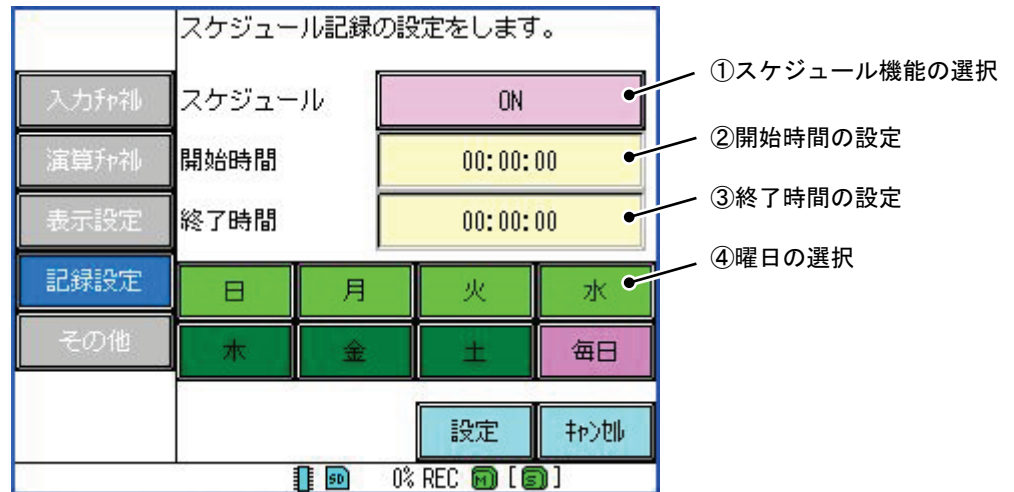 スケジュール記録の設定をします。
入力ﾁｬﾈﾙ
スケジュール
ON
①スケジュール機能の選択
演算ﾁｬﾈﾙ
開始時間
00:00:00
②開始時間の設定
表示設定
終了時間
00:00:00
③終了時間の設定
記録設定
日
月
火
水
④曜日の選択
その他
木
金
土
毎日
設定
ｷｬﾝｾﾙ
SD
0% REC M [S]